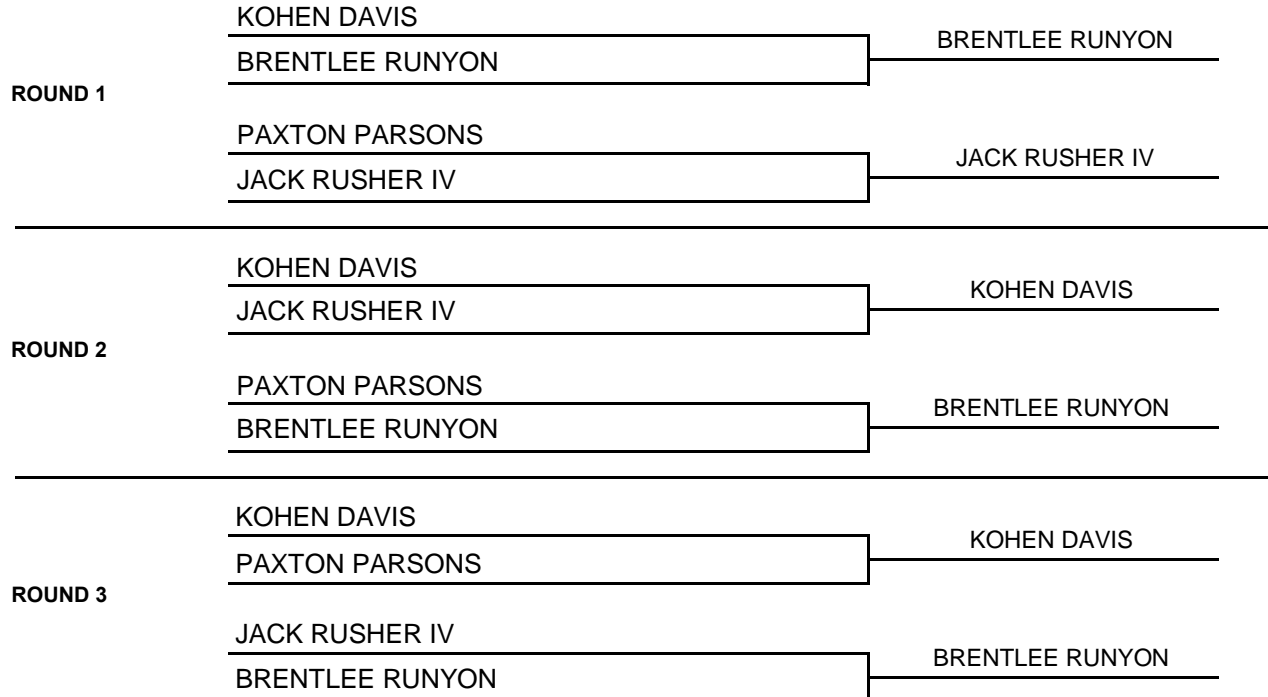 KOHEN DAVIS
BRENTLEE RUNYON
BRENTLEE RUNYON
ROUND 1
PAXTON PARSONS
JACK RUSHER IV
JACK RUSHER IV
KOHEN DAVIS
KOHEN DAVIS
JACK RUSHER IV
ROUND 2
PAXTON PARSONS
BRENTLEE RUNYON
BRENTLEE RUNYON
KOHEN DAVIS
KOHEN DAVIS
PAXTON PARSONS
ROUND 3
JACK RUSHER IV
BRENTLEE RUNYON
BRENTLEE RUNYON